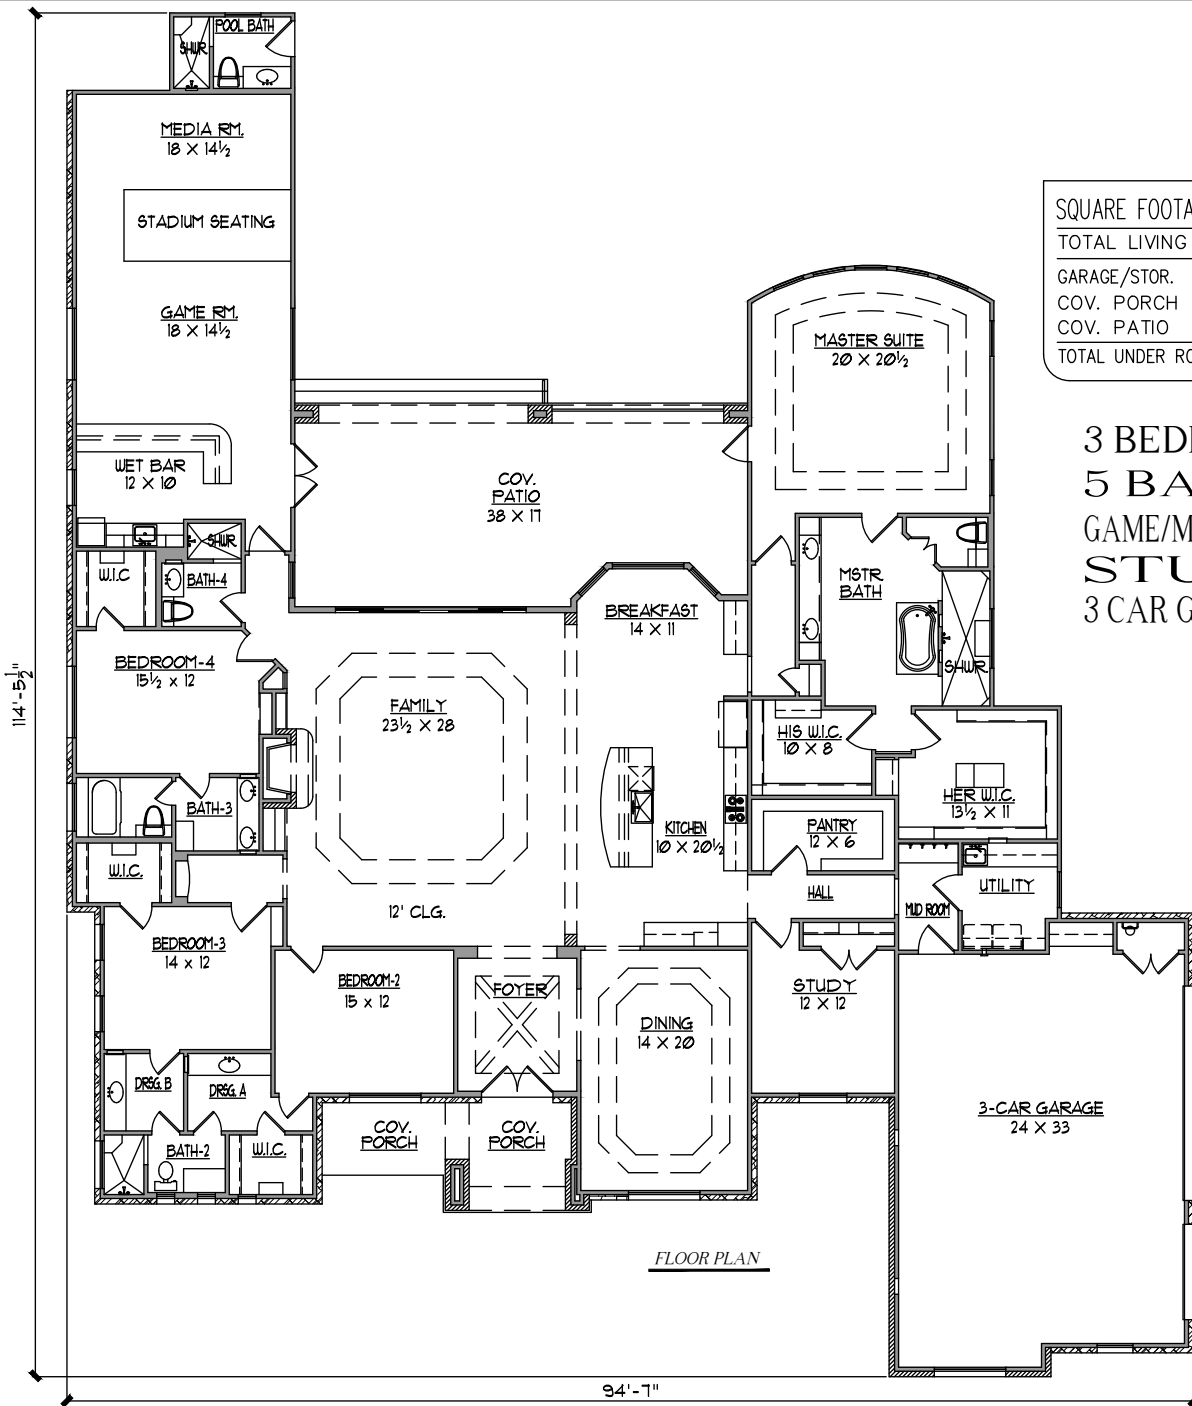 POOL BATH
SHWR
MEDIA RM.
18 X 14½
STADIUM SEATING
GAME RM.
18 X 14½
WET BAR
12 X 10
SHWR
W.I.C
BATH-4
BEDROOM-4
15½ x 12
COV.
PATIO
38 X 17
MASTER SUITE
20 X 20½
BREAKFAST
14 X 11
MSTR
BATH
SHWR
FAMILY
23½ X 28
HIS W.I.C.
10 X 8
HER W.I.C.
13½ X 11
BATH-3
KITCHEN
10 X 20½
PANTRY
12 X 6
W.I.C.
HALL
UTILITY
MUD ROOM
12' CLG.
BEDROOM-3
14 x 12
BEDROOM-2
15 x 12
FOYER
DINING
14 X 20
STUDY
12 X 12
DRSG. B
DRSG. A
BATH-2
W.I.C.
COV.
PORCH
COV.
PORCH
3-CAR GARAGE
24 X 33
FLOOR PLAN
94'-7"
114'-5½"
SQUARE FOOTA
TOTAL LIVING
GARAGE/STOR.
COV. PORCH
COV. PATIO
TOTAL UNDER RO
3 BED
5 BA
GAME/M
STU
3 CAR G